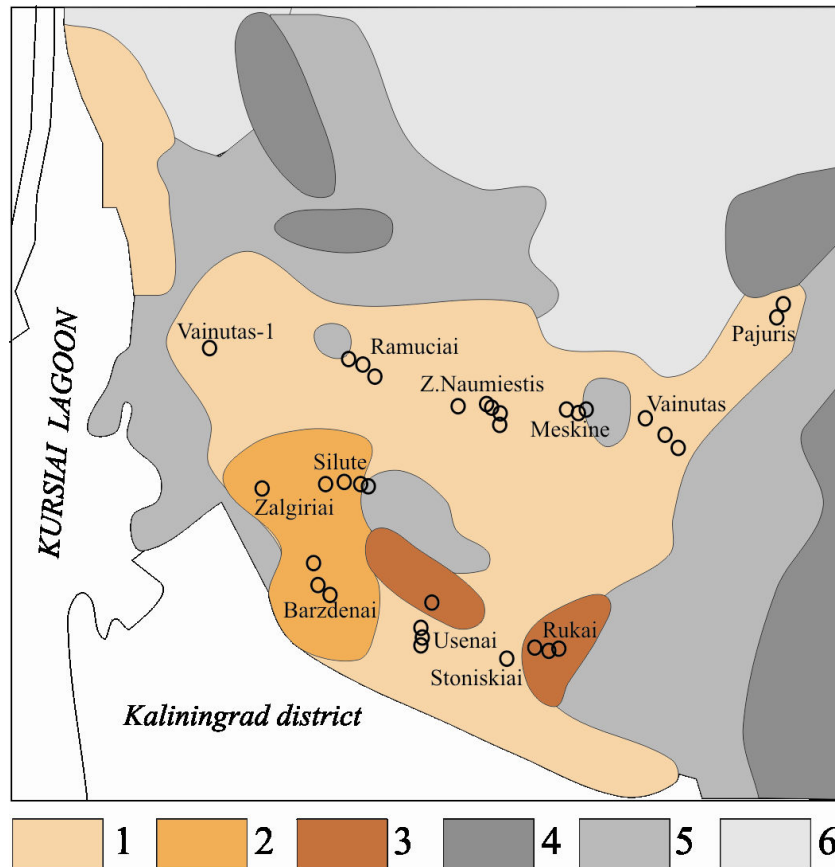 Vainutas-1
Ramuciai
Pajuris
Z.Naumiestis
Meskine
Vainutas
KURSIAI LAGOON
Silute
Zalgiriai
Barzdenai
Usenai
Rukai
Stoniskiai
Kaliningrad district
1 2 3 4 5 6